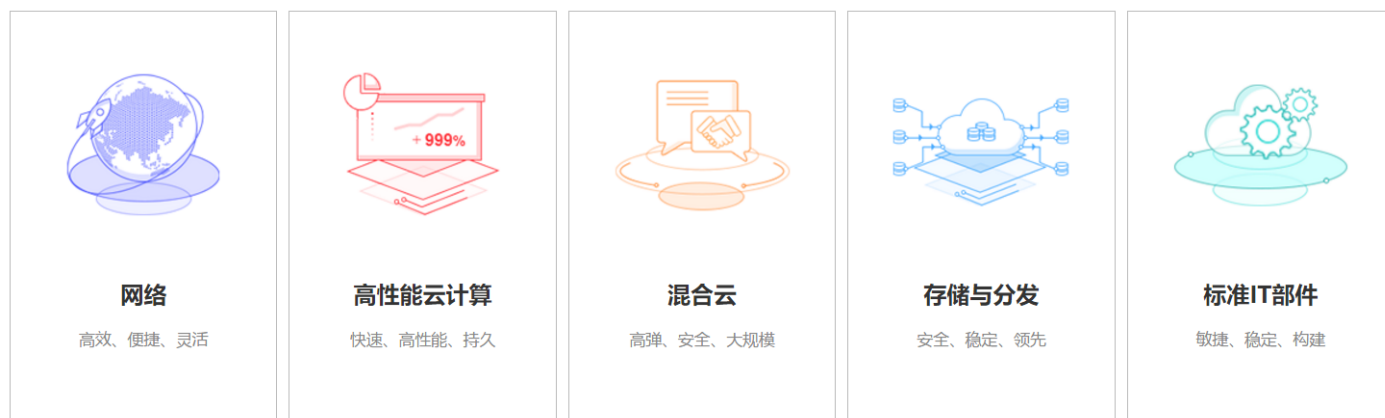 +999%
网络
高效、便捷、灵活
高性能云计算
快速、高性能、持久
混合云
高弹、安全、大规模
存储与分发
安全、稳定、领先
标准IT部件
敏捷、稳定、构建